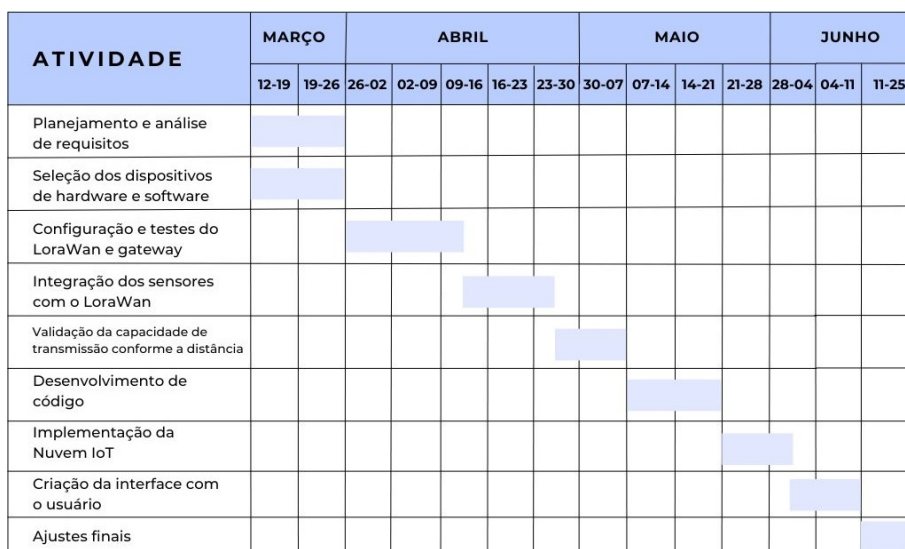 ATIVIDADE
MARÇO ABRIL MAIO JUNHO
12-19 19-26 26-02 02-09 09-16 16-23 23-30 30-07 07-14 14-21 21-28 28-04 04-11 11-25
Planejamento e análise
de requisitos
Seleção dos dispositivos
de hardware e software
Configuração e testes do
LoraWan e gateway
Integração dos sensores
com o LoraWan
Validação da capacidade de
transmissão conforme a distância
Desenvolvimento de
código
Implementação da
Nuvem IoT
Criação da interface com
o usuário
Ajustes finais